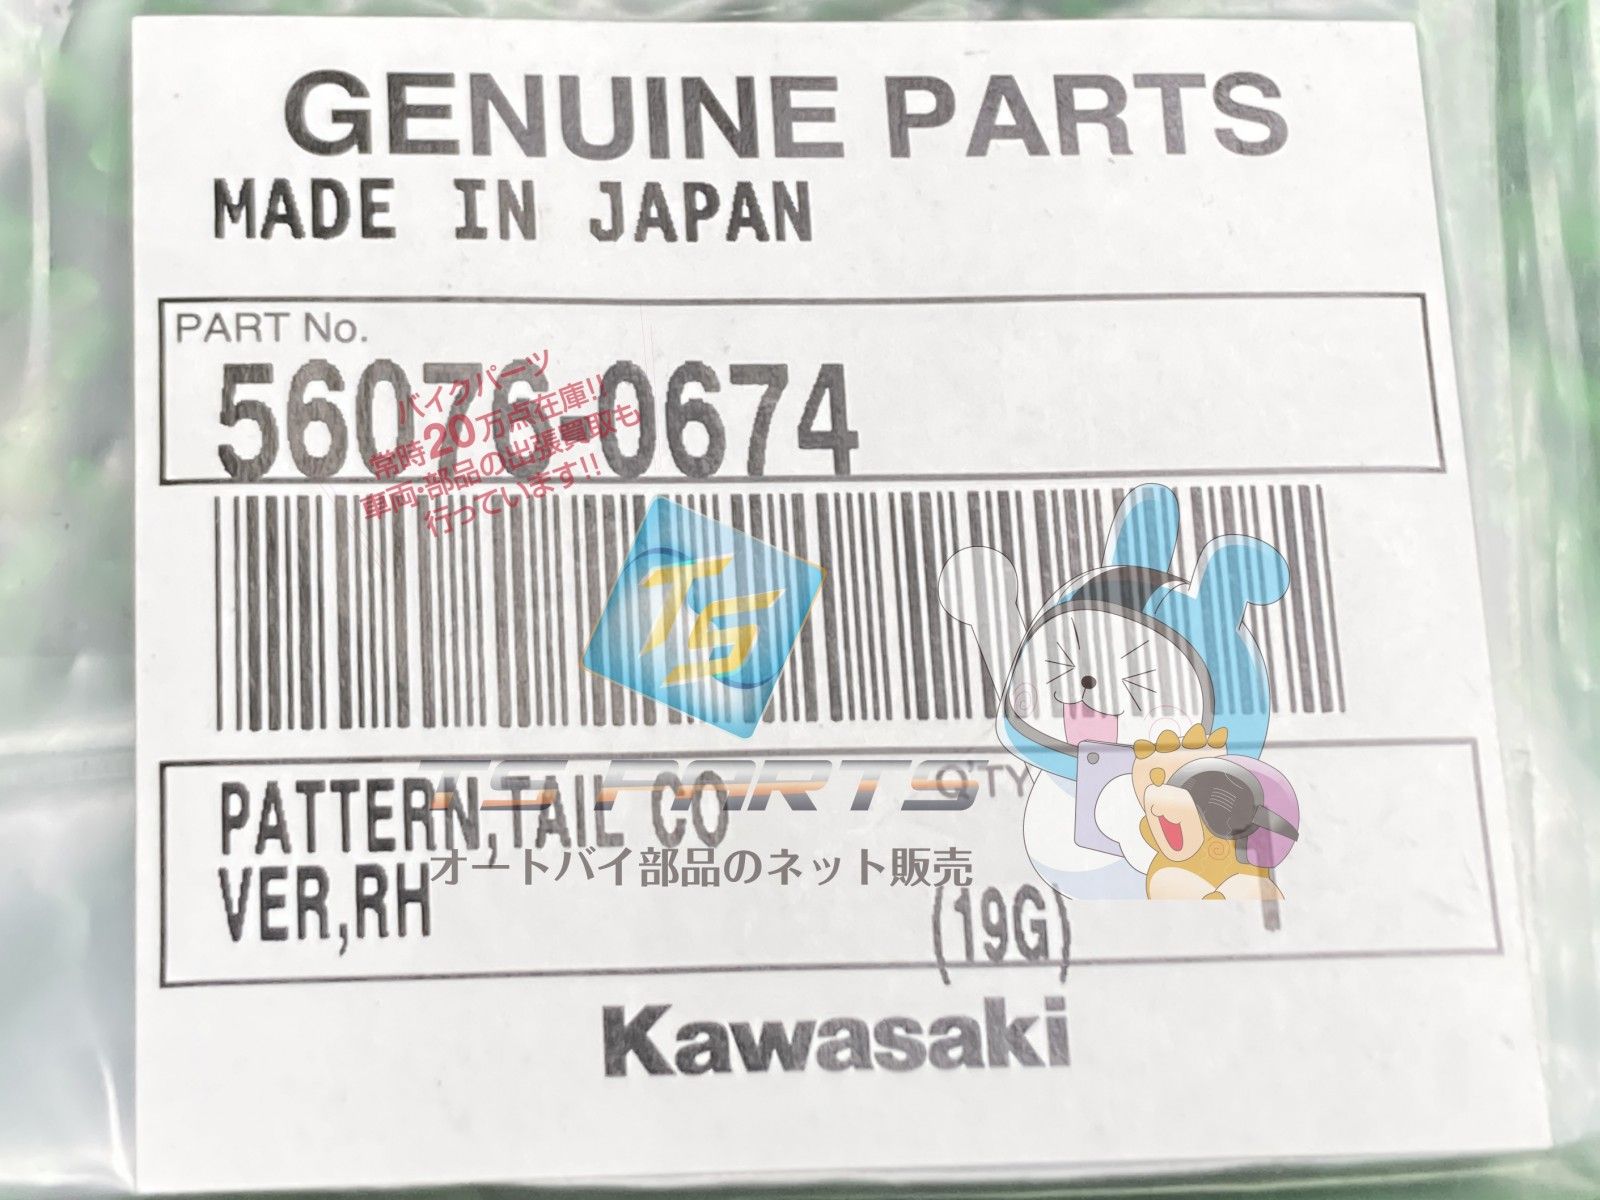 GENUINE PARTS
MADE IN JAPAN
PART No.
56076-0674
バイクパーツ
常時20万点在庫!!
車両・部品の出張買取も
行っています!!
TS
PATTERN,TAIL CO
VER,RH
Q'TY
TS PARTS
オートバイ部品のネット販売
(19G)
Kawasaki